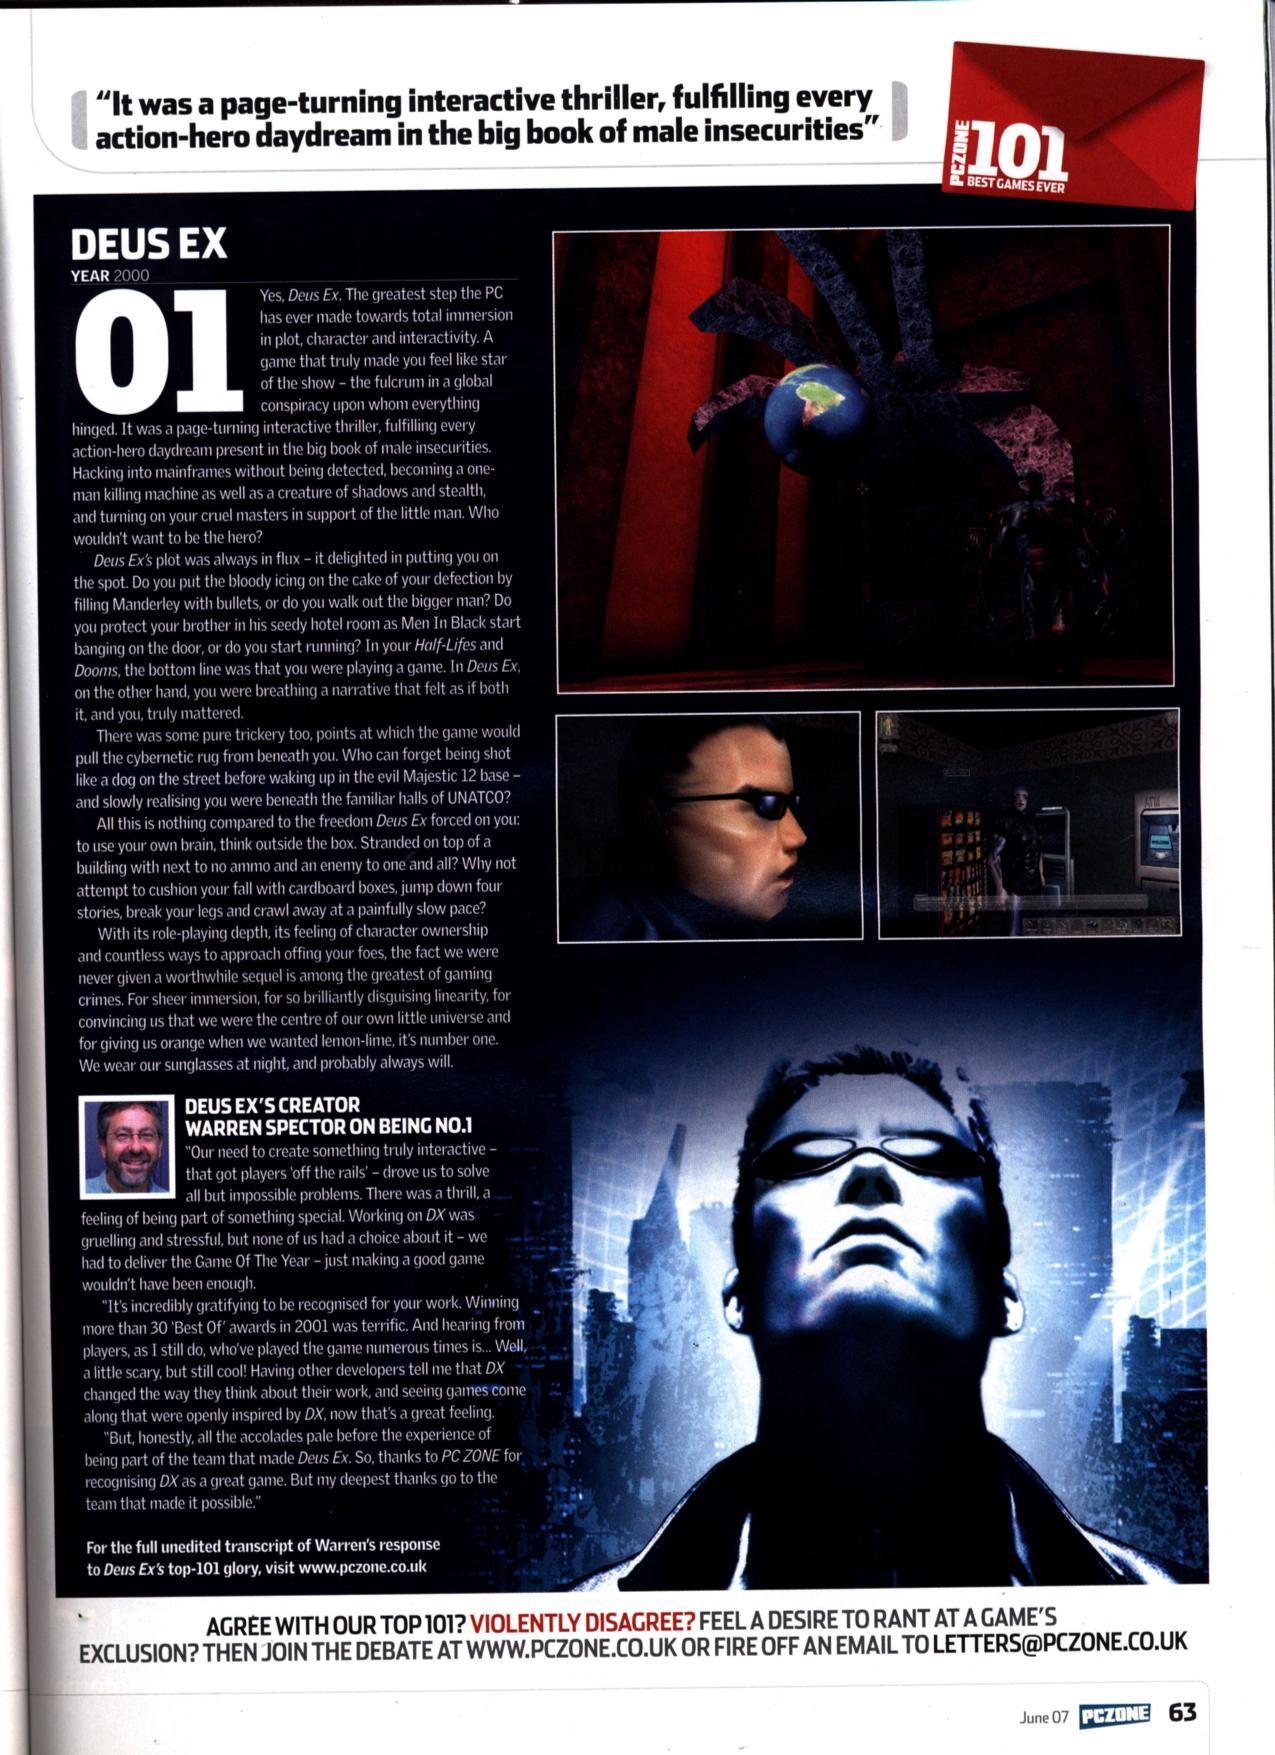 “It was a page-turning interactive thriller, fulfilling every
action-hero daydream in the big book of male insecurities”
PCZONE
101
BEST GAMES EVER
DEUS EX
YEAR 2000
01
Yes, Deus Ex. The greatest step the PC
has ever made towards total immersion
in plot, character and interactivity. A
game that truly made you feel like star
of the show – the fulcrum in a global
conspiracy upon whom everything
hinged. It was a page-turning interactive thriller, fulfilling every
action-hero daydream present in the big book of male insecurities.
Hacking into mainframes without being detected, becoming a one-
man killing machine as well as a creature of shadows and stealth,
and turning on your cruel masters in support of the little man. Who
wouldn't want to be the hero?
Deus Ex's plot was always in flux – it delighted in putting you on
the spot. Do you put the bloody icing on the cake of your defection by
filling Manderley with bullets, or do you walk out the bigger man? Do
you protect your brother in his seedy hotel room as Men In Black start
banging on the door, or do you start running? In your Half-Lifes and
Dooms, the bottom line was that you were playing a game. In Deus Ex,
on the other hand, you were breathing a narrative that felt as if both
it, and you, truly mattered.
There was some pure trickery too, points at which the game would
pull the cybernetic rug from beneath you. Who can forget being shot
like a dog on the street before waking up in the evil Majestic 12 base –
and slowly realising you were beneath the familiar halls of UNATCO?
All this is nothing compared to the freedom Deus Ex forced on you:
to use your own brain, think outside the box. Stranded on top of a
building with next to no ammo and an enemy to one and all? Why not
attempt to cushion your fall with cardboard boxes, jump down four
stories, break your legs and crawl away at a painfully slow pace?
With its role-playing depth, its feeling of character ownership
and countless ways to approach offing your foes, the fact we were
never given a worthwhile sequel is among the greatest of gaming
crimes. For sheer immersion, for so brilliantly disguising linearity, for
convincing us that we were the centre of our own little universe and
for giving us orange when we wanted lemon-lime, it's number one.
We wear our sunglasses at night, and probably always will.
ATM
DEUS EX'S CREATOR
WARREN SPECTOR ON BEING NO.1
“Our need to create something truly interactive –
that got players 'off the rails' – drove us to solve
all but impossible problems. There was a thrill, a
feeling of being part of something special. Working on DX was
gruelling and stressful, but none of us had a choice about it – we
had to deliver the Game Of The Year – just making a good game
wouldn't have been enough.
“It's incredibly gratifying to be recognised for your work. Winning
more than 30 'Best Of' awards in 2001 was terrific. And hearing from
players, as I still do, who've played the game numerous times is... Well,
a little scary, but still cool! Having other developers tell me that DX
changed the way they think about their work, and seeing games come
along that were openly inspired by DX, now that's a great feeling.
“But, honestly, all the accolades pale before the experience of
being part of the team that made Deus Ex. So, thanks to PC ZONE for
recognising DX as a great game. But my deepest thanks go to the
team that made it possible.”
For the full unedited transcript of Warren's response
to Deus Ex's top-101 glory, visit www.pczone.co.uk
AGREE WITH OUR TOP 101? VIOLENTLY DISAGREE? FEEL A DESIRE TO RANT AT A GAME'S
EXCLUSION? THEN JOIN THE DEBATE AT WWW.PCZONE.CO.UK OR FIRE OFF AN EMAIL TO LETTERS@PCZONE.CO.UK
June 07 PCZONE 63